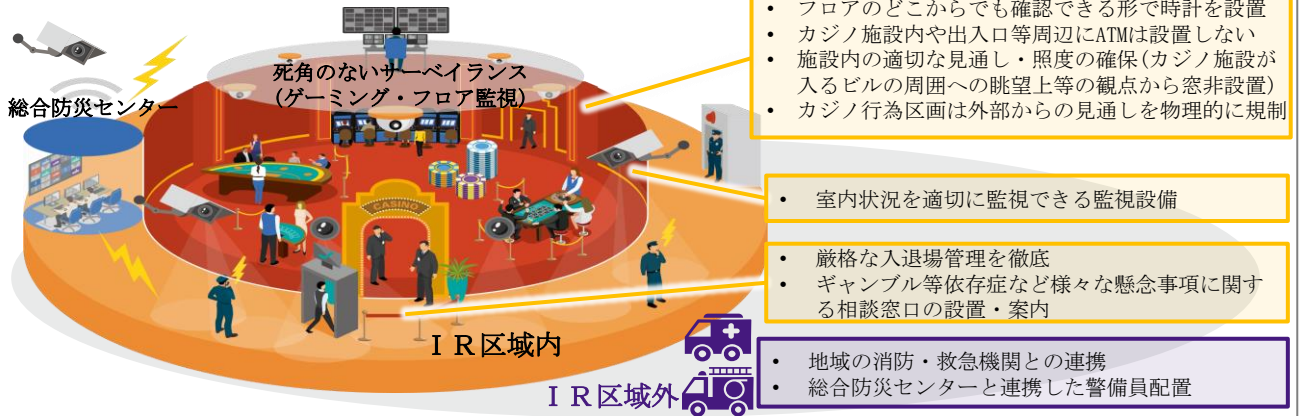 • フロアのどこからでも確認できる形で時計を設置
• カジノ施設内や出入口等周辺にATMは設置しない
• 施設内の適切な見通し・照度の確保(カジノ施設が
入るビルの周囲への眺望上等の観点から窓非設置)
• カジノ行為区画は外部からの見通しを物理的に規制
死角のないサーベイランス
(ゲーミング・フロア監視)
総合防災センター
CASINO
• 室内状況を適切に監視できる監視設備
• 厳格な入退場管理を徹底
• ギャンブル等依存症など様々な懸念事項に関す
る相談窓口の設置・案内
ＩＲ区域内
ＩＲ区域外
• 地域の消防・救急機関との連携
• 総合防災センターと連携した警備員配置